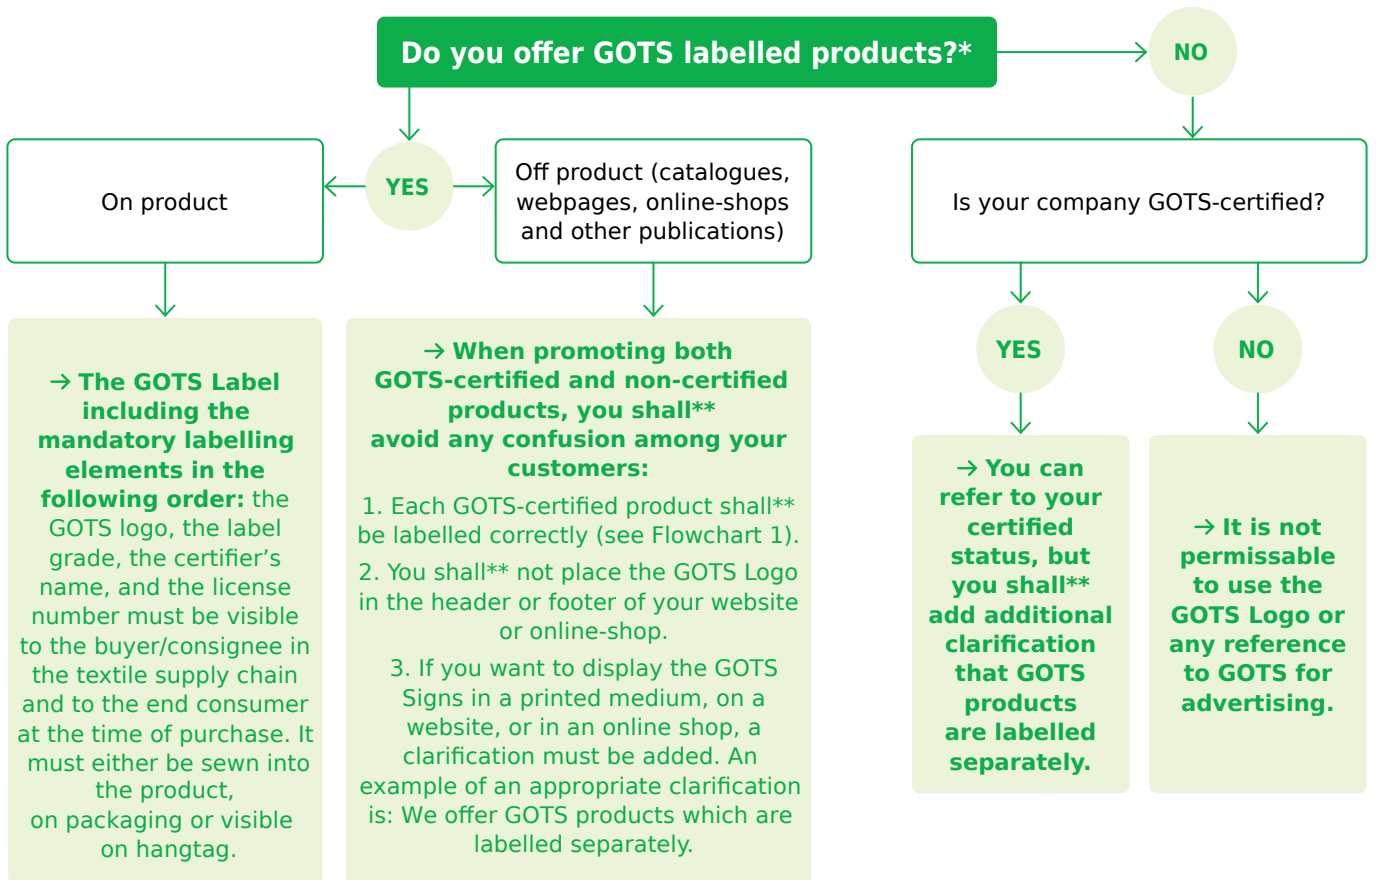 Do you offer GOTS labelled products?*
NO
YES
On product
Off product (catalogues,
webpages, online-shops
and other publications)
Is your company GOTS-certified?
→ The GOTS Label
including the
mandatory labelling
elements in the
following order: the
GOTS logo, the label
grade, the certifier’s
name, and the license
number must be visible
to the buyer/consignee in
the textile supply chain
and to the end consumer
at the time of purchase. It
must either be sewn into
the product,
on packaging or visible
on hangtag.
→ When promoting both
GOTS-certified and non-certified
products, you shall**
avoid any confusion among your
customers:
1. Each GOTS-certified product shall**
be labelled correctly (see Flowchart 1).
2. You shall** not place the GOTS Logo
in the header or footer of your website
or online-shop.
3. If you want to display the GOTS
Signs in a printed medium, on a
website, or in an online shop, a
clarification must be added. An
example of an appropriate clarification
is: We offer GOTS products which are
labelled separately.
YES
→ You can
refer to your
certified
status, but
you shall**
add additional
clarification
that GOTS
products
are labelled
separately.
NO
→ It is not
permissable
to use the
GOTS Logo or
any reference
to GOTS for
advertising.